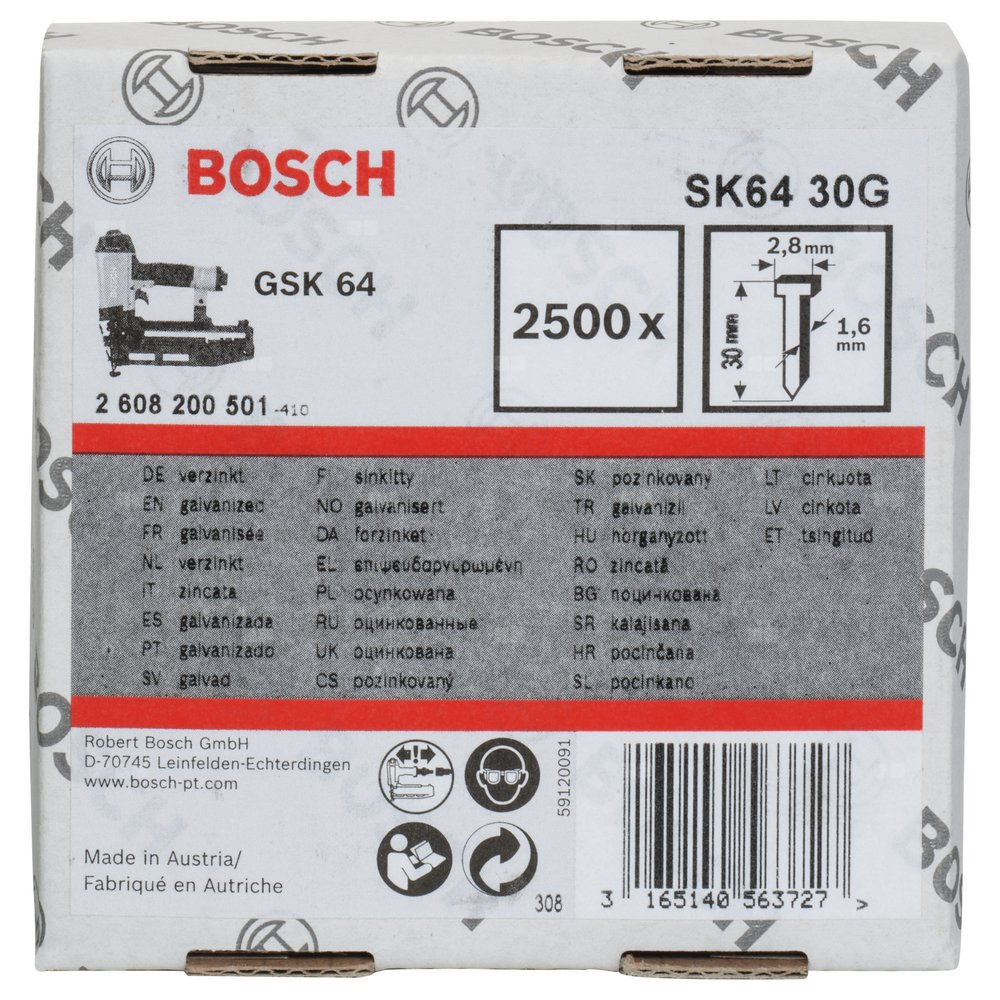 BOSCH
BOSCH
BOSCH
SK64 30G
GSK 64
2500 x
2,8 mm
30 mm
1,6 mm
2 608 200 501 -410
DE verzinkt
EN galvanized
FR galvanisée
NL verzinkt
IT zincata
ES galvanizada
PT galvanizado
SV galvad
F sinkitty
NO galvanisert
DA forzinket
EL επιψευδαργυρωμένη
PL ocynkowana
RU оцинкованные
UK оцинкована
CS pozinkovaný
SK pozinkovaný
TR galvanizli
HU horganyzott
RO zincată
BG поцинкована
SR kalajisana
HR pocinčana
SL pocinkano
LT cinkuota
LV cinkota
ET tsingitud
Robert Bosch GmbH
D-70745 Leinfelden-Echterdingen
www.bosch-pt.com
Made in Austria/
Fabriqué en Autriche
59120091
308
3 165140 563727 >